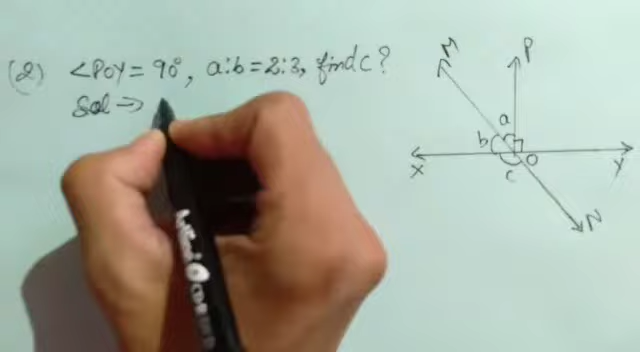 (2) <POY = 90°, a:b = 2:3, find c?
Sol ⇒
M
P
a
b
O
X
c
Y
N